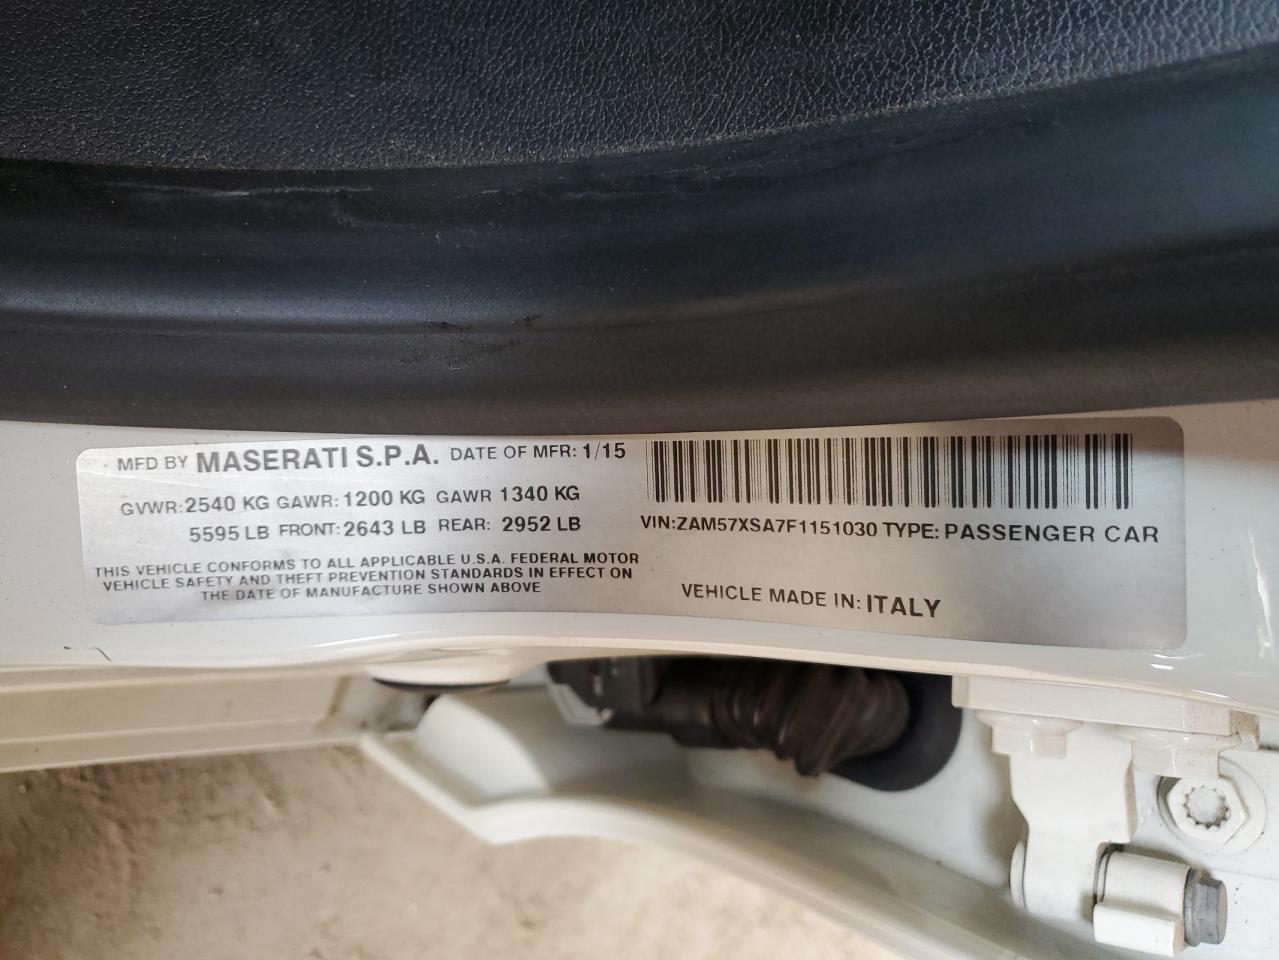 MFD BY MASERATI S.P.A. DATE OF MFR: 1/15
GVWR: 2540 KG GAWR: 1200 KG GAWR 1340 KG
5595 LB FRONT: 2643 LB REAR: 2952 LB
THIS VEHICLE CONFORMS TO ALL APPLICABLE U.S.A. FEDERAL MOTOR
VEHICLE SAFETY AND THEFT PREVENTION STANDARDS IN EFFECT ON
THE DATE OF MANUFACTURE SHOWN ABOVE
VIN:ZAM57XSA7F1151030 TYPE: PASSENGER CAR
VEHICLE MADE IN: ITALY